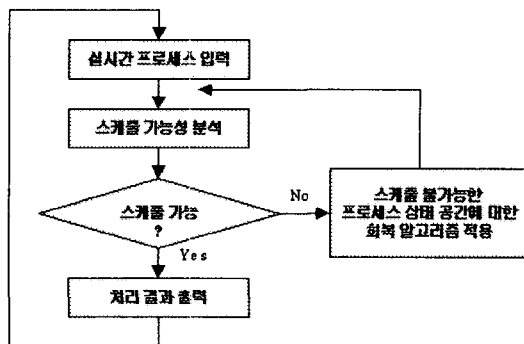 실시간 프로세스 입력
스케줄 가능성 분석
스케줄 가능
?
No
Yes
스케줄 불가능한
프로세스 상태 공간에 대한
회복 알고리즘 적용
처리 결과 출력